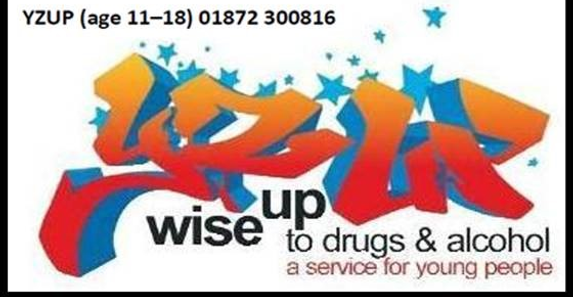 YZUP (age 11–18) 01872 300816
YZUP
wise up
to drugs & alcohol
a service for young people